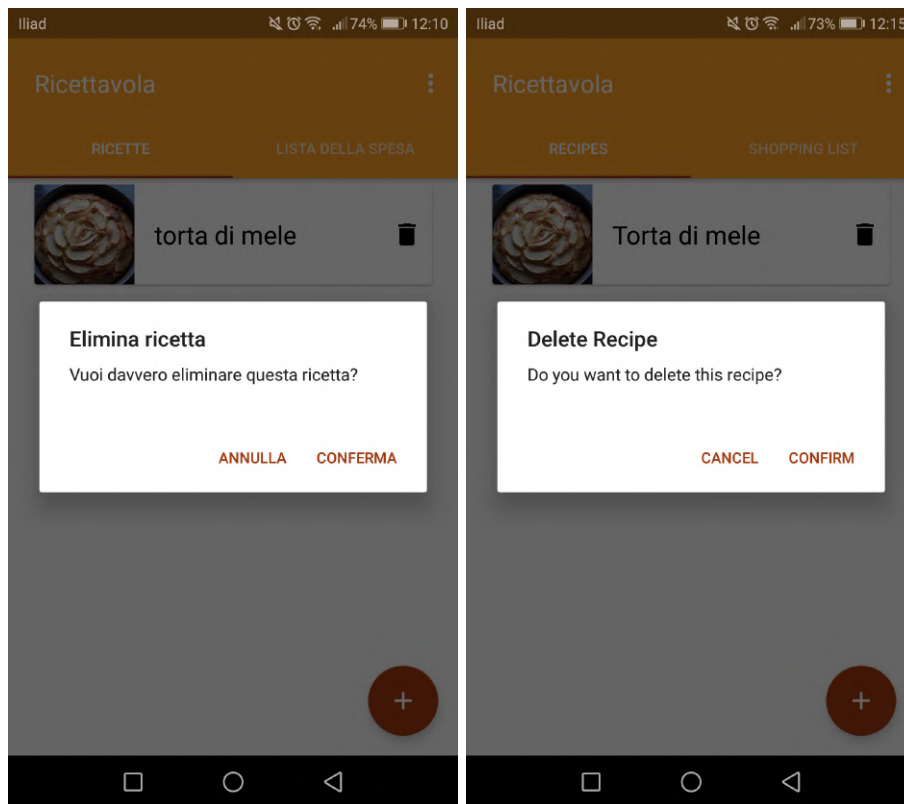 Iliad 74% 12:10
Ricettavola
RICETTE LISTA DELLA SPESA
torta di mele
Elimina ricetta
Vuoi davvero eliminare questa ricetta?
ANNULLA CONFERMA
Iliad 73% 12:15
Ricettavola
RECIPES SHOPPING LIST
Torta di mele
Delete Recipe
Do you want to delete this recipe?
CANCEL CONFIRM